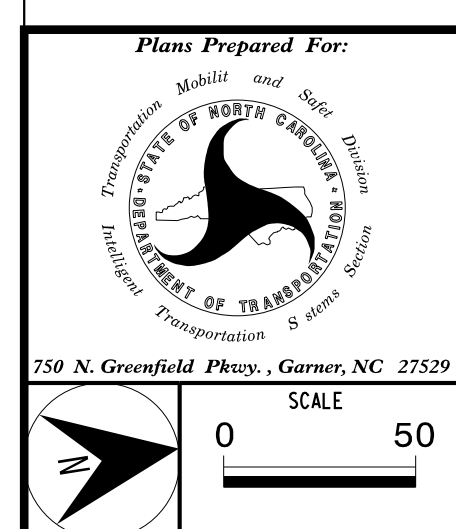 Plans Prepared For:
Transportation Mobilit and Safet Division
STATE OF NORTH CAROLINA
DEPARTMENT OF TRANSPORTATION
Intelligent Transportation S stems Section
750 N. Greenfield Pkwy. , Garner, NC 27529
SCALE
0 50
N